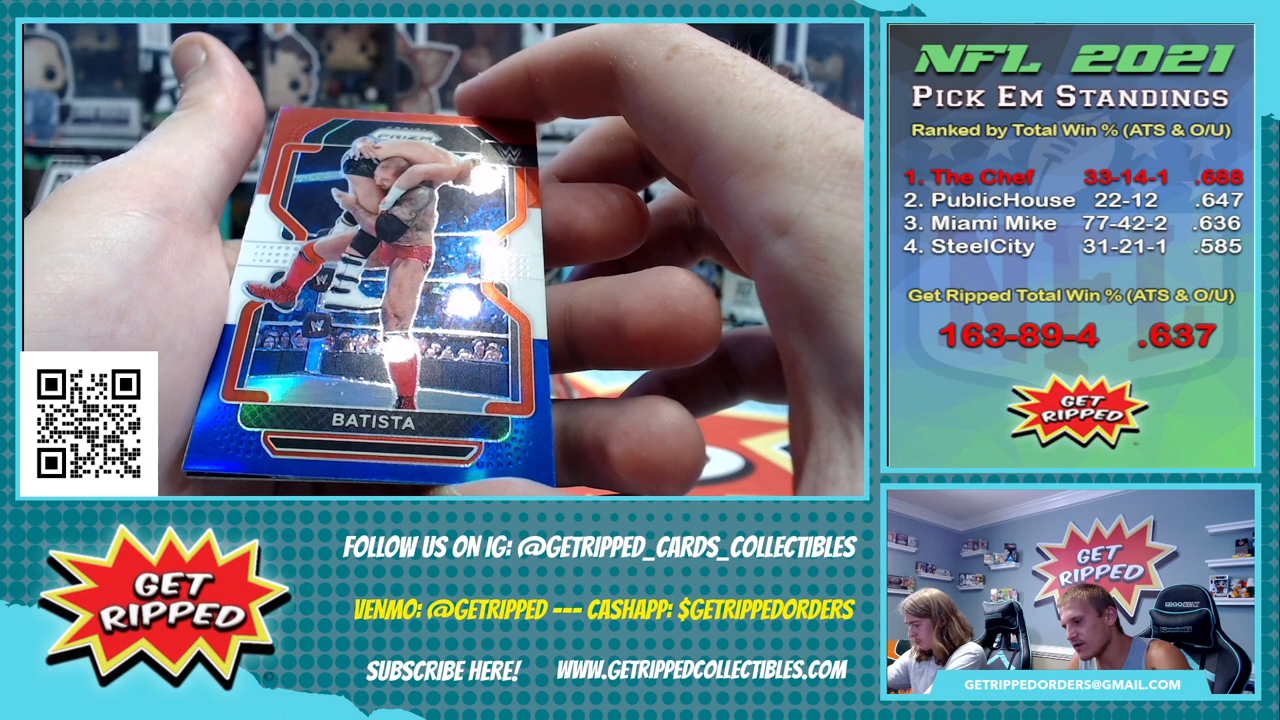 PRIZM
W
W
W
BATISTA
NFL 2021
PICK EM STANDINGS
Ranked by Total Win % (ATS & O/U)
1. The Chef 33-14-1 .688
2. PublicHouse 22-12 .647
3. Miami Mike 77-42-2 .636
4. SteelCity 31-21-1 .585
Get Ripped Total Win % (ATS & O/U)
163-89-4 .637
GET
RIPPED
GET
RIPPED
FOLLOW US ON IG: @GETRIPPED_CARDS_COLLECTIBLES
VENMO: @GETRIPPED --- CASHAPP: $GETRIPPEDORDERS
SUBSCRIBE HERE! WWW.GETRIPPEDCOLLECTIBLES.COM
GET
RIPPED
GETRIPPEDORDERS@GMAIL.COM